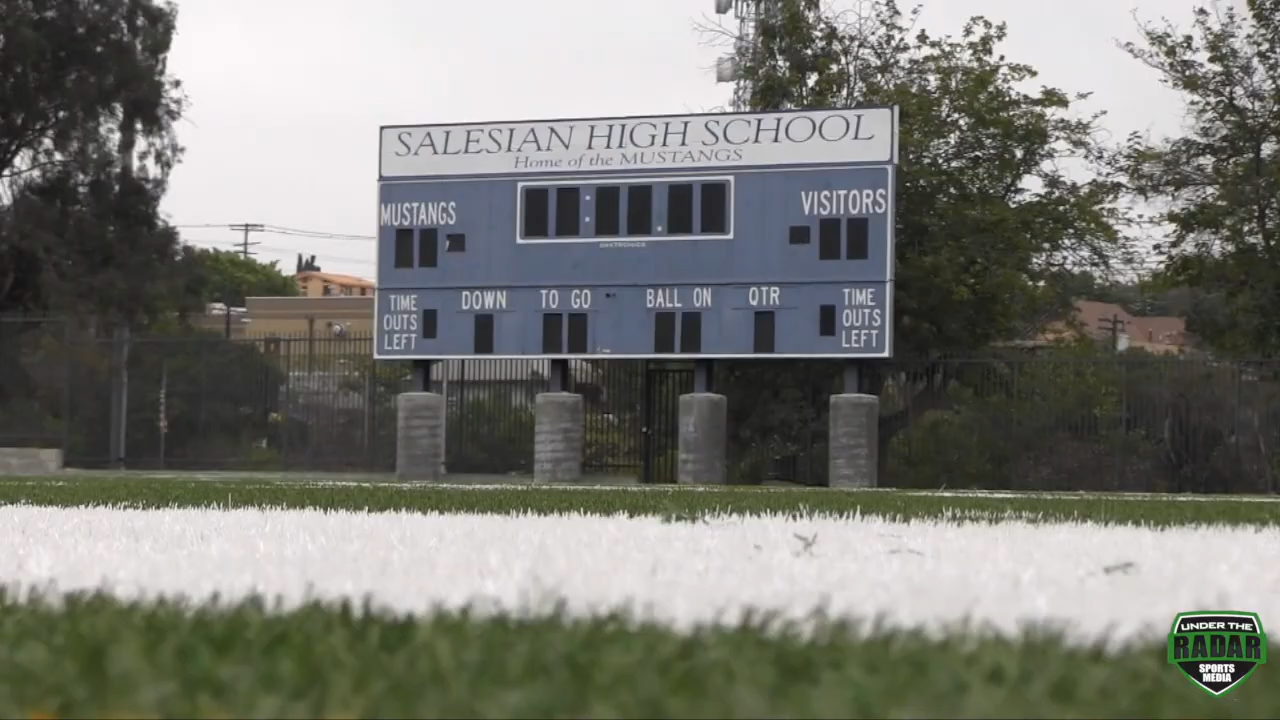 SALESIAN HIGH SCHOOL
Home of the MUSTANGS
MUSTANGS
VISITORS
DAKTRONICS
TIME
OUTS
LEFT
DOWN
TO GO
BALL ON
QTR
TIME
OUTS
LEFT
UNDER THE
RADAR
SPORTS
MEDIA